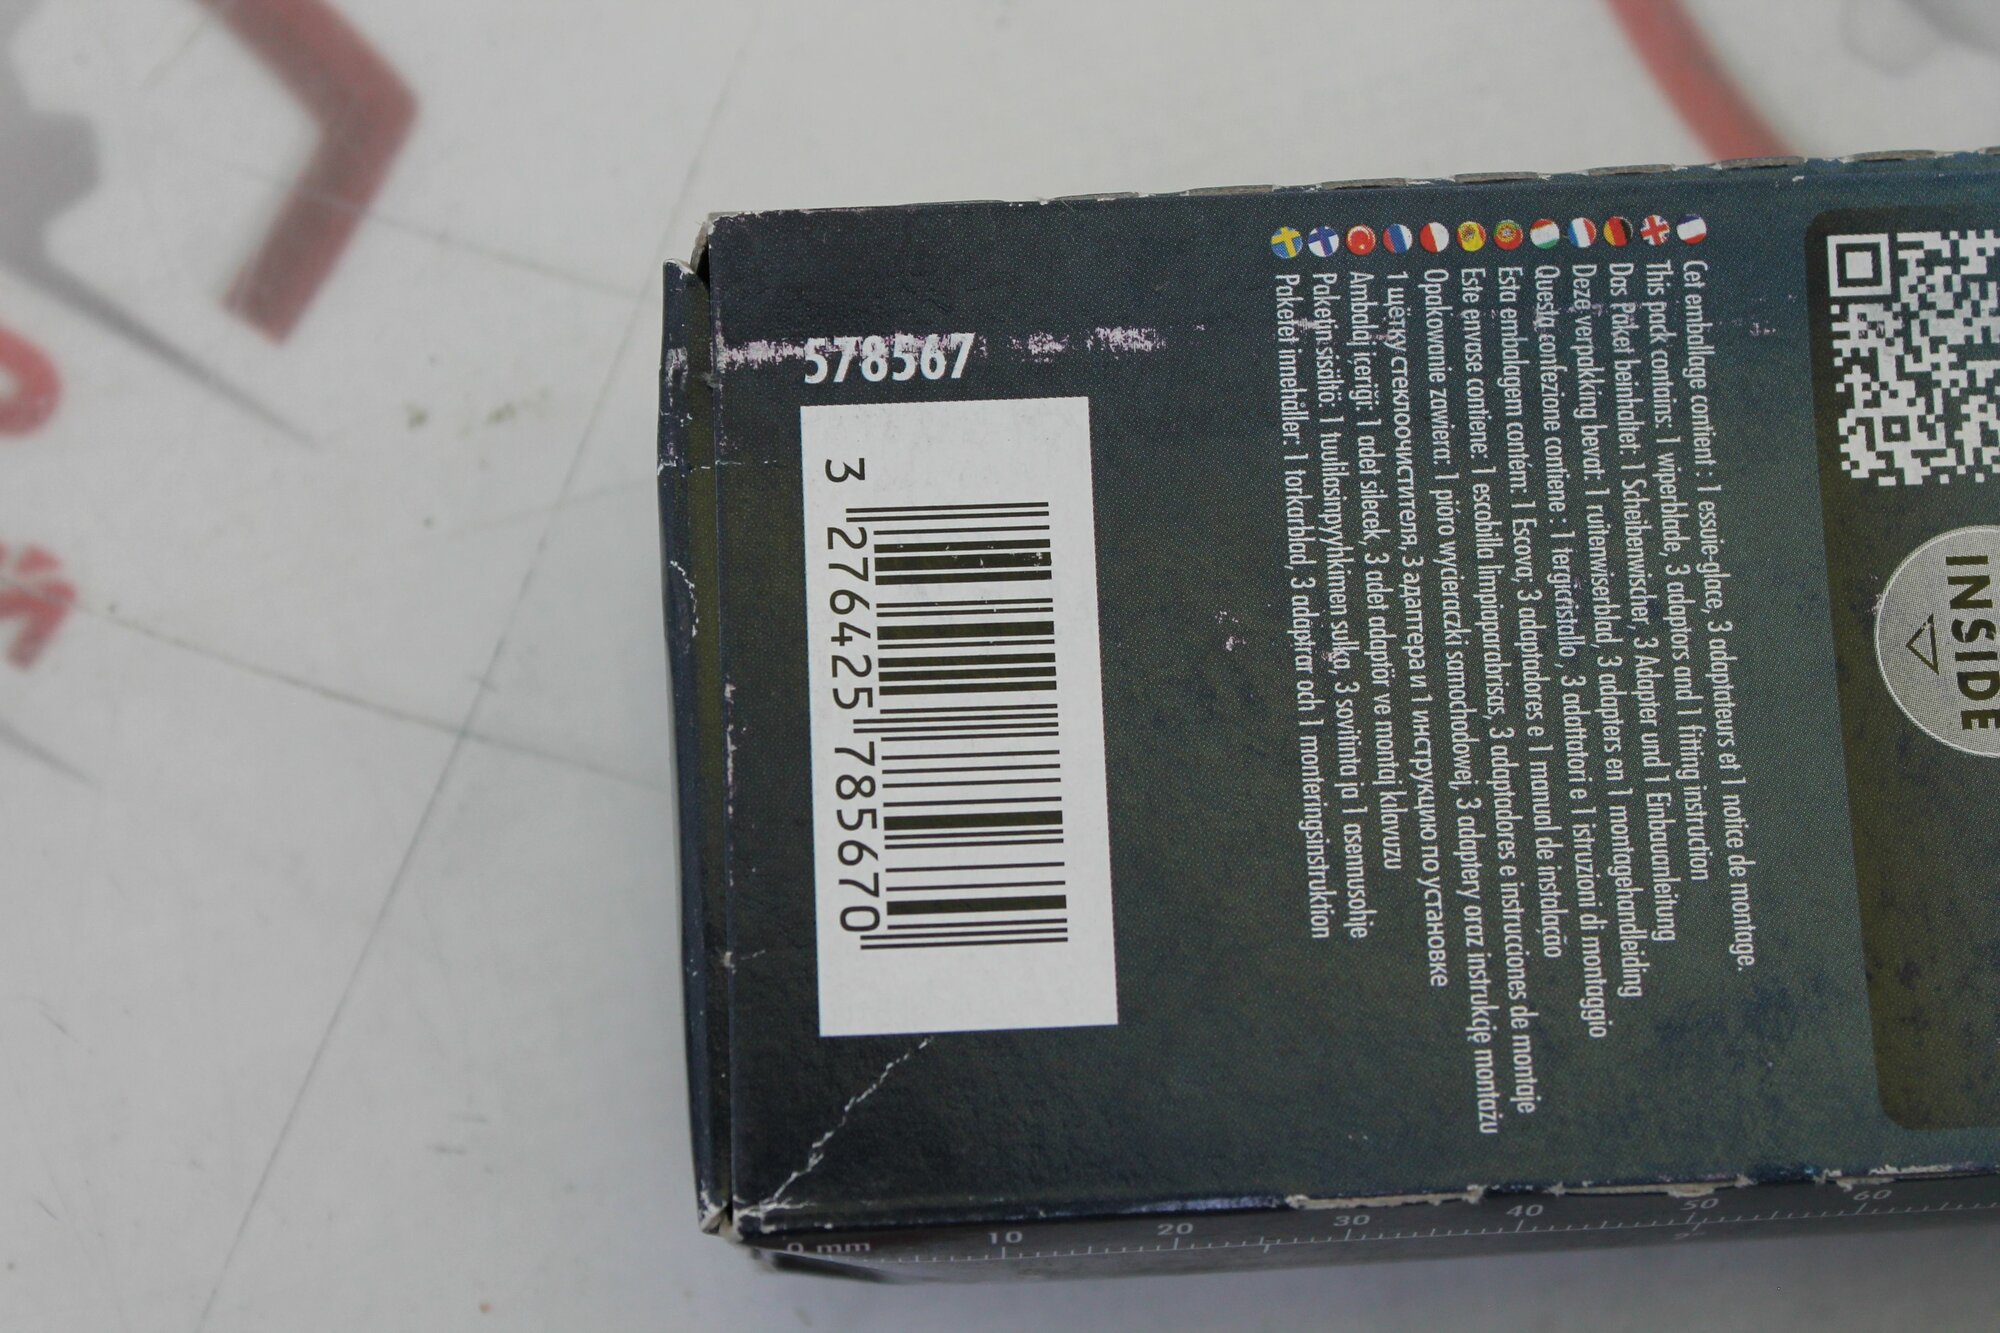 578567
3 276425 785670
Cet emballage contient : 1 essuie-glace, 3 adaptateurs et 1 notice de montage.
This pack contains: 1 wiperblade, 3 adaptors and 1 fitting instruction
Das Paket beinhaltet: 1 Scheibenwischer, 3 Adapter und 1 Einbauanleitung
Deze verpakking bevat: 1 ruitenwisserblad, 3 adapters en 1 montagehandleiding
Questa confezione contiene : 1 tergicristallo, 3 adattatori e 1 istruzioni di montaggio
Esta embalagem contém: 1 Escova; 3 adaptadores e 1 manual de instalação
Este envase contiene: 1 escobilla limpiaparabrisas, 3 adaptadores e instrucciones de montaje
Opakowanie zawiera: 1 pióro wycieraczki samochodowej, 3 adaptery oraz instrukcję montażu
1 щётку стеклоочистителя, 3 адаптера и 1 инструкцию по установке
Ambalaj içeriği: 1 adet silecek, 3 adet adaptör ve montaj kılavuzu
Paketin sisältö: 1 tuulilasinpyyhkimen sulka, 3 sovitinta ja 1 asennusohje
Paketet innehåller: 1 torkarblad, 3 adaptrar och 1 monteringsinstruktion
INSIDE
0 mm 10 20 30 40 50 60